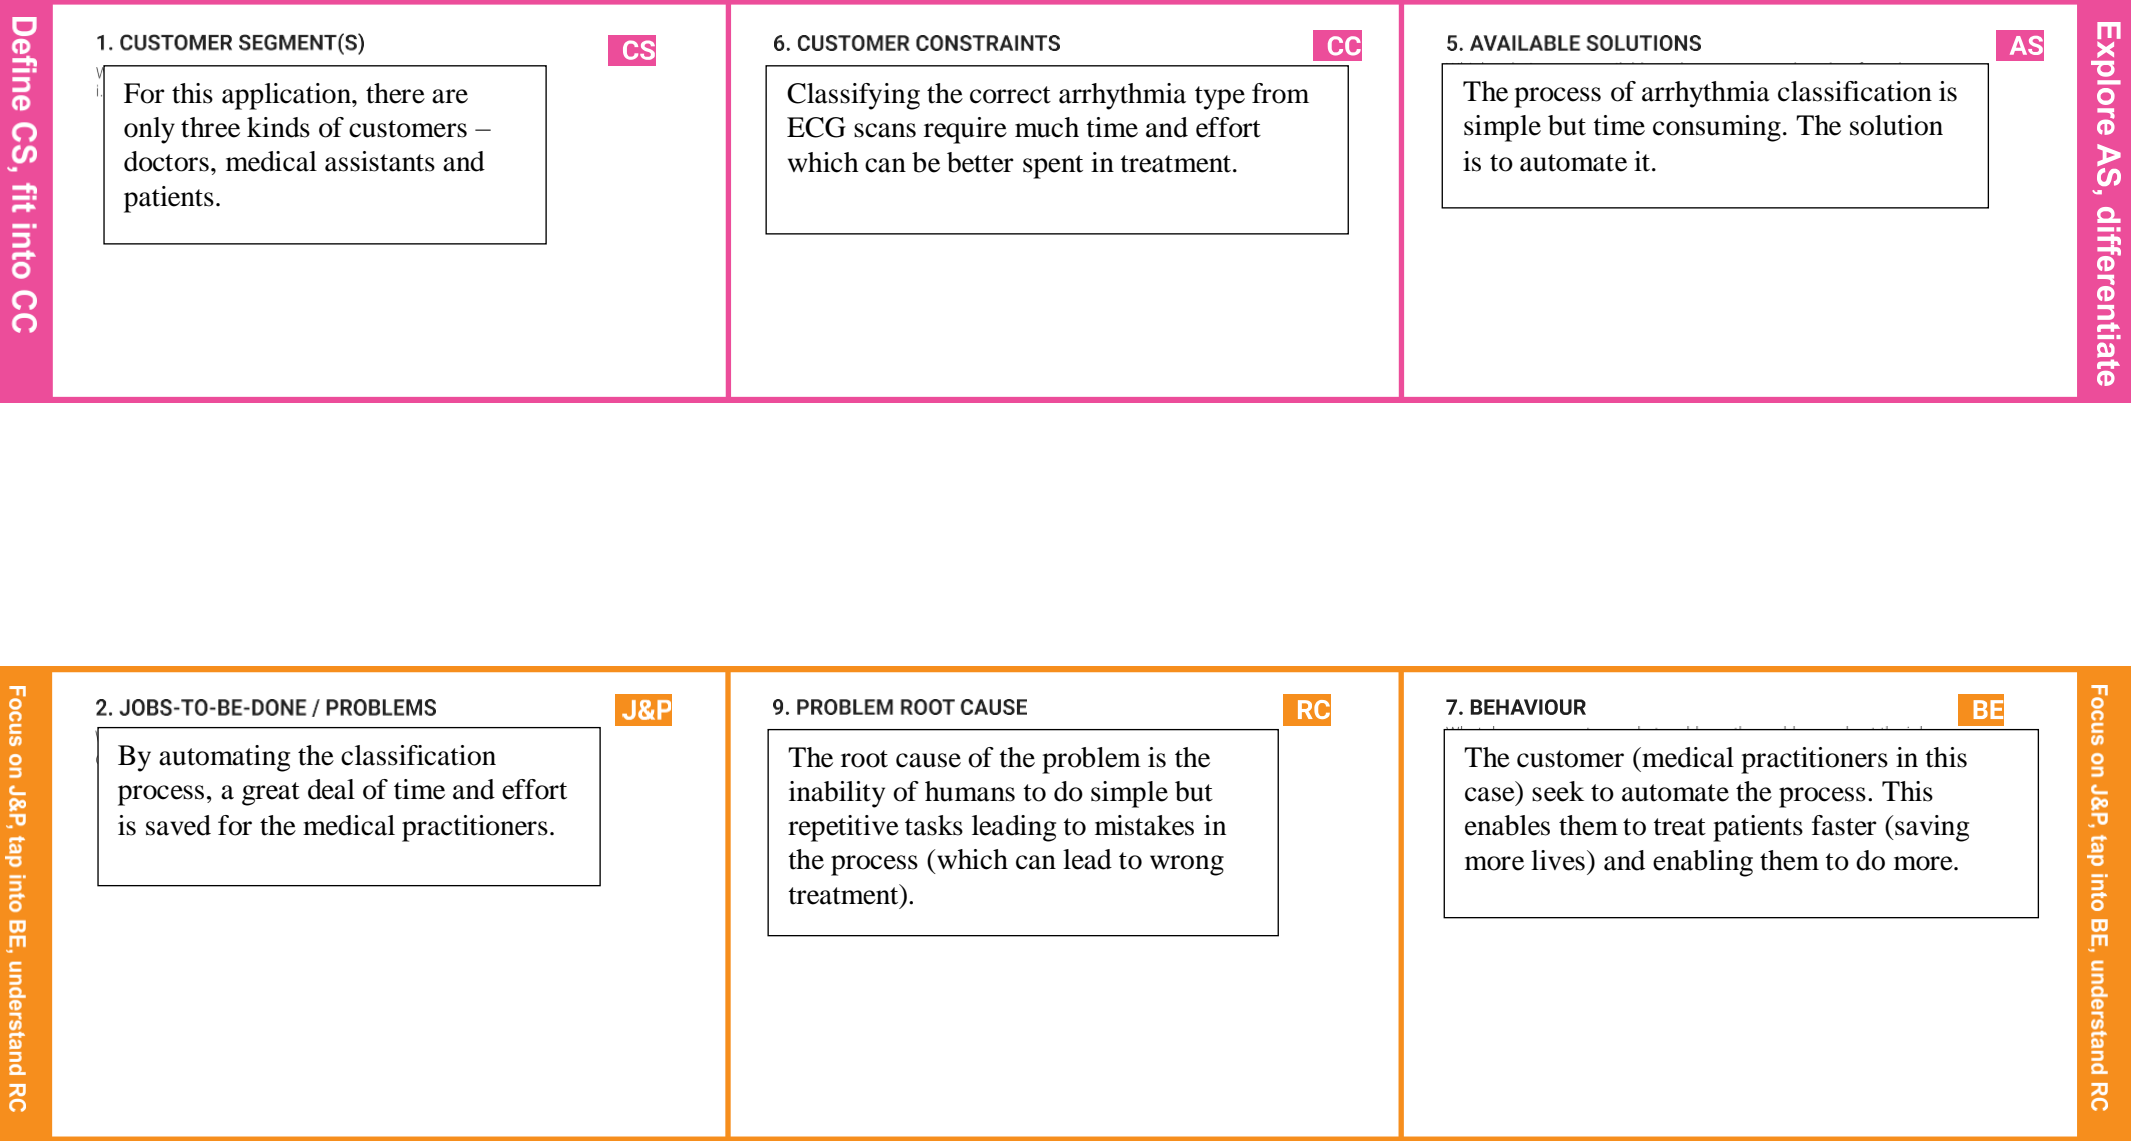 Define CS, fit into CC
1. CUSTOMER SEGMENT(S)
CS
For this application, there are
only three kinds of customers –
doctors, medical assistants and
patients.
6. CUSTOMER CONSTRAINTS
CC
Classifying the correct arrhythmia type from
ECG scans require much time and effort
which can be better spent in treatment.
5. AVAILABLE SOLUTIONS
AS
The process of arrhythmia classification is
simple but time consuming. The solution
is to automate it.
Explore AS, differentiate
Focus on J&P, tap into BE, understand RC
2. JOBS-TO-BE-DONE / PROBLEMS
J&P
By automating the classification
process, a great deal of time and effort
is saved for the medical practitioners.
9. PROBLEM ROOT CAUSE
RC
The root cause of the problem is the
inability of humans to do simple but
repetitive tasks leading to mistakes in
the process (which can lead to wrong
treatment).
7. BEHAVIOUR
BE
The customer (medical practitioners in this
case) seek to automate the process. This
enables them to treat patients faster (saving
more lives) and enabling them to do more.
Focus on J&P, tap into BE, understand RC